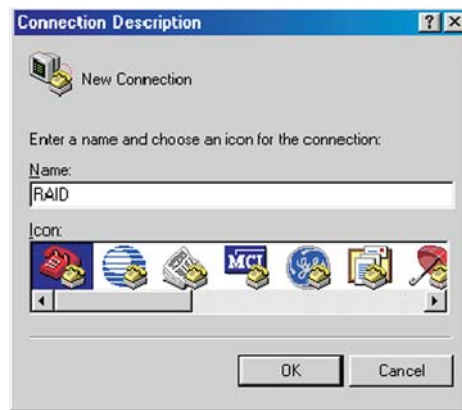 Connection Description
New Connection
Enter a name and choose an icon for the connection:
Name:
RAID
Icon:
MCI
OK
Cancel